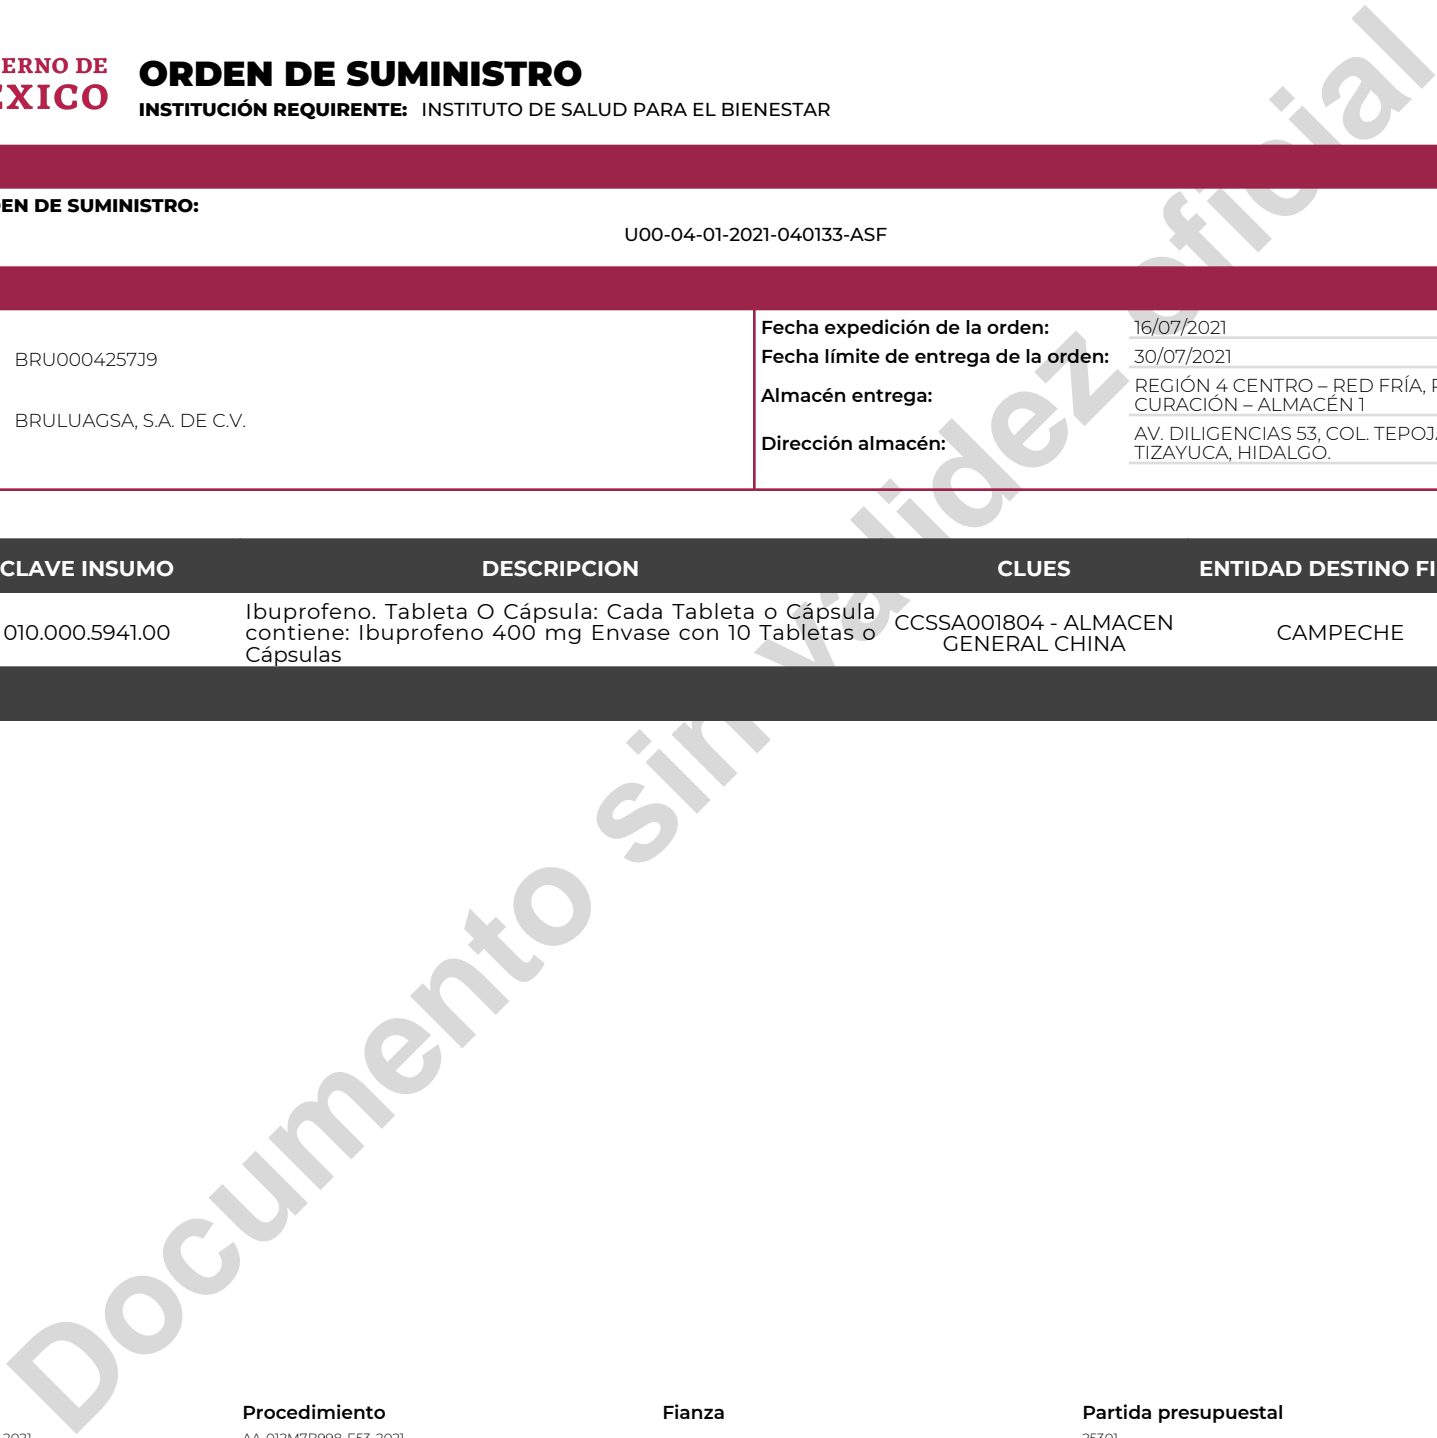 ERNO DE
ORDEN DE SUMINISTRO
INSTITUCIÓN REQUIRENTE: INSTITUTO DE SALUD PARA EL BIENESTAR
EN DE SUMINISTRO:
U00-04-01-2021-040133-ASF
BRU0004257J9
BRULUAGSA, S.A. DE C.V.
Fecha expedición de la orden: 16/07/2021
Fecha límite de entrega de la orden: 30/07/2021
Almacén entrega:
REGIÓN 4 CENTRO – RED FRÍA,
CURACIÓN – ALMACÉN 1
Dirección almacén:
AV. DILIGENCIAS 53, COL. TEPOJA
TIZAYUCA, HIDALGO.
CLAVE INSUMO DESCRIPCION CLUES ENTIDAD DESTINO FI
010.000.5941.00
Ibuprofeno. Tableta O Cápsula: Cada Tableta o Cápsula
contiene: Ibuprofeno 400 mg Envase con 10 Tabletas o
Cápsulas
CCSSA001804 - ALMACEN
GENERAL CHINA
CAMPECHE
Documento sin validez oficial
Procedimiento Fianza Partida presupuestal